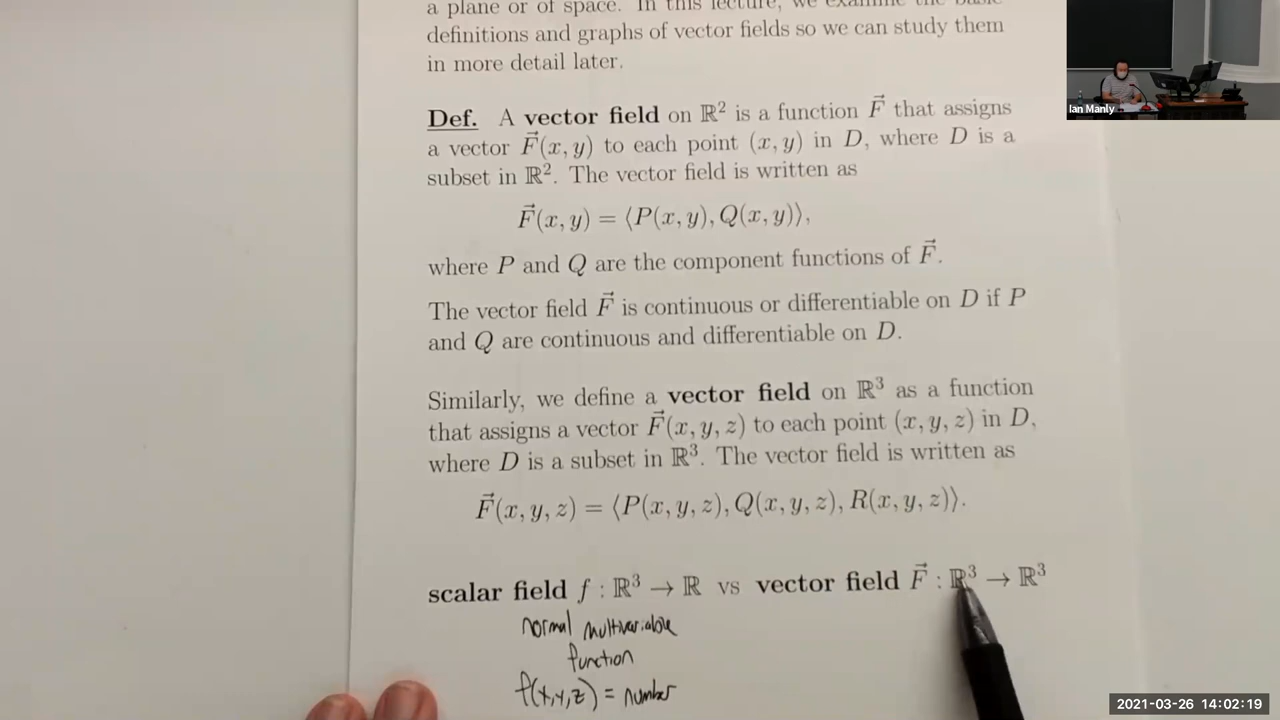 a plane or of space. In this lecture, we examine the basic
definitions and graphs of vector fields so we can study them
in more detail later.
Def. A vector field on ℝ² is a function F⃗ that assigns
a vector F⃗(x, y) to each point (x, y) in D, where D is a
subset in ℝ². The vector field is written as
F⃗(x, y) = ⟨P(x, y), Q(x, y)⟩,
where P and Q are the component functions of F⃗.
The vector field F⃗ is continuous or differentiable on D if P
and Q are continuous and differentiable on D.
Similarly, we define a vector field on ℝ³ as a function
that assigns a vector F⃗(x, y, z) to each point (x, y, z) in D,
where D is a subset in ℝ³. The vector field is written as
F⃗(x, y, z) = ⟨P(x, y, z), Q(x, y, z), R(x, y, z)⟩.
scalar field f : ℝ³ → ℝ vs vector field F⃗ : ℝ³ → ℝ³
normal multivariable
function
f(x,y,z) = number
Ian Manly
2021-03-26 14:02:19